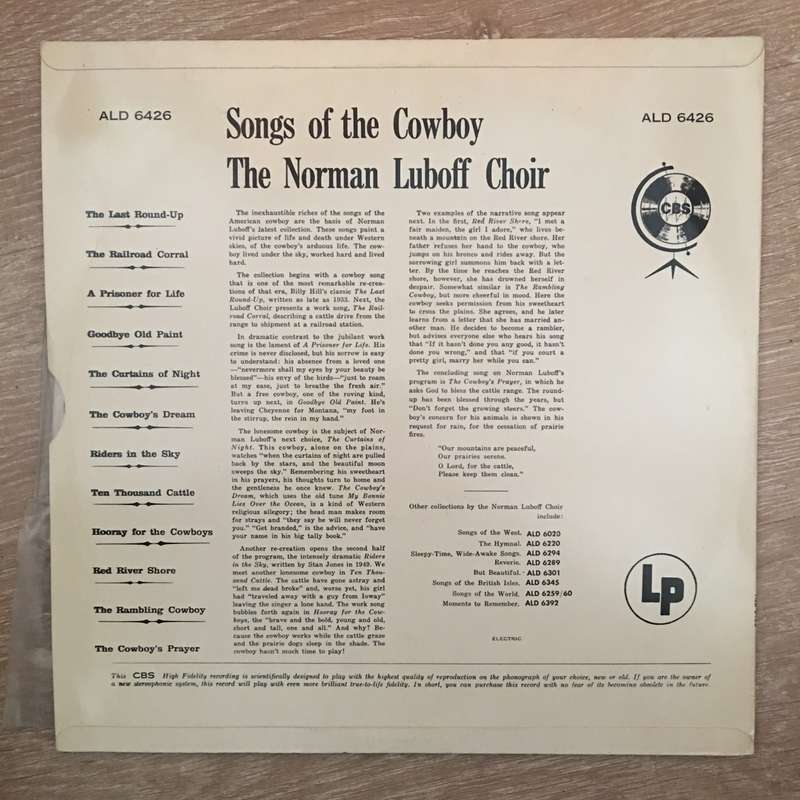 ALD 6426
ALD 6426
Songs of the Cowboy
The Norman Luboff Choir
CBS
The Last Round-Up
The Railroad Corral
A Prisoner for Life
Goodbye Old Paint
The Curtains of Night
The Cowboy's Dream
Riders in the Sky
Ten Thousand Cattle
Hooray for the Cowboys
Red River Shore
The Rambling Cowboy
The Cowboy's Prayer
The inexhaustible riches of the songs of the
American cowboy are the basis of Norman
Luboff's latest collection. These songs paint a
vivid picture of life and death under Western
skies, of the cowboy's arduous life. The cow-
boy lived under the sky, worked hard and lived
hard.
The collection begins with a cowboy song
that is one of the most remarkable re-crea-
tions of that era, Billy Hill's classic The Last
Round-Up, written as late as 1933. Next, the
Luboff Choir presents a work song, The Rail-
road Corral, describing a cattle drive from the
range to shipment at a railroad station.
In dramatic contrast to the jubilant work
song is the lament of A Prisoner for Life. His
crime is never disclosed, but his sorrow is easy
to understand: his absence from a loved one
—"nevermore shall my eyes by your beauty be
blessed"—his envy of the birds—"just to roam
at my ease, just to breathe the fresh air."
But a free cowboy, one of the roving kind,
turns up next, in Goodbye Old Paint. He's
leaving Cheyenne for Montana, "my foot in
the stirrup, the rein in my hand."
The lonesome cowboy is the subject of Nor-
man Luboff's next choice, The Curtains of
Night. This cowboy, alone on the plains,
watches "when the curtains of night are pulled
back by the stars, and the beautiful moon
sweeps the sky." Remembering his sweetheart
in his prayers, his thoughts turn to home and
the gentleness he once knew. The Cowboy's
Dream, which uses the old tune My Bonnie
Lies Over the Ocean, is a kind of Western
religious allegory; the head man makes room
for strays and "they say he will never forget
you." "Get branded," is the advice, and "have
your name in his big tally book."
Another re-creation opens the second half
of the program, the intensely dramatic Riders
in the Sky, written by Stan Jones in 1949. We
meet another lonesome cowboy in Ten Thou-
sand Cattle. The cattle have gone astray and
"left me dead broke" and, worse yet, his girl
had "traveled away with a guy from Ioway"
leaving the singer a lone hand. The work song
bubbles forth again in Hooray for the Cow-
boys, the "brave and the bold, young and old,
short and tall, one and all." And why? Be-
cause the cowboy works while the cattle graze
and the prairie dogs sleep in the shade. The
cowboy hasn't much time to play!
Two examples of the narrative song appear
next. In the first, Red River Shore, "I met a
fair maiden, the girl I adore," who lives be-
neath a mountain on the Red River shore. Her
father refuses her hand to the cowboy, who
jumps on his bronco and rides away. But the
sorrowing girl summons him back with a let-
ter. By the time he reaches the Red River
shore, however, she has drowned herself in
despair. Somewhat similar is The Rambling
Cowboy, but more cheerful in mood. Here the
cowboy seeks permission from his sweetheart
to cross the plains. She agrees, and he later
learns from a letter that she has married an-
other man. He decides to become a rambler,
but advises everyone else who hears his song
that "If it hasn't done you any good, it hasn't
done you wrong," and that "if you court a
pretty girl, marry her while you can."
The concluding song on Norman Luboff's
program is The Cowboy's Prayer, in which he
asks God to bless the cattle range. The round-
up has been blessed through the years, but
"Don't forget the growing steers." The cow-
boy's concern for his animals is shown in his
request for rain, for the cessation of prairie
fires.
"Our mountains are peaceful,
Our prairies serene.
O Lord, for the cattle,
Please keep them clean."
Other collections by the Norman Luboff Choir
include:
Songs of the West. ALD 6020
The Hymnal. ALD 6220
Sleepy-Time, Wide-Awake Songs. ALD 6294
Reverie. ALD 6289
But Beautiful. ALD 6301
Songs of the British Isles. ALD 6345
Songs of the World. ALD 6259/60
Moments to Remember. ALD 6392
ELECTRIC.
LP
This CBS High Fidelity recording is scientifically designed to play with the highest quality of reproduction on the phonograph of your choice, new or old. If you are the owner of
a new stereophonic system, this record will play with even more brilliant true-to-life fidelity. In short, you can purchase this record with no fear of its becoming obsolete in the future.